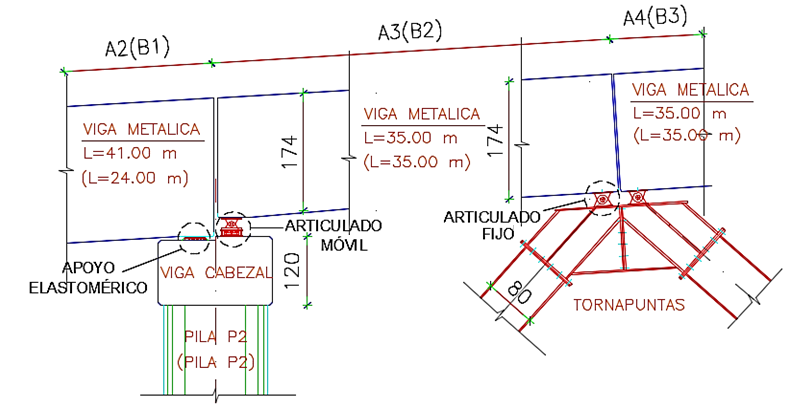 A2(B1)
A3(B2)
A4(B3)
VIGA METALICA
L=41.00 m
(L=24.00 m)
174
VIGA METALICA
L=35.00 m
(L=35.00 m)
174
VIGA METALICA
L=35.00 m
(L=35.00 m)
ARTICULADO
MÓVIL
ARTICULADO
FIJO
APOYO
ELASTOMÉRICO
VIGA CABEZAL
120
80
TORNAPUNTAS
PILA P2
(PILA P2)